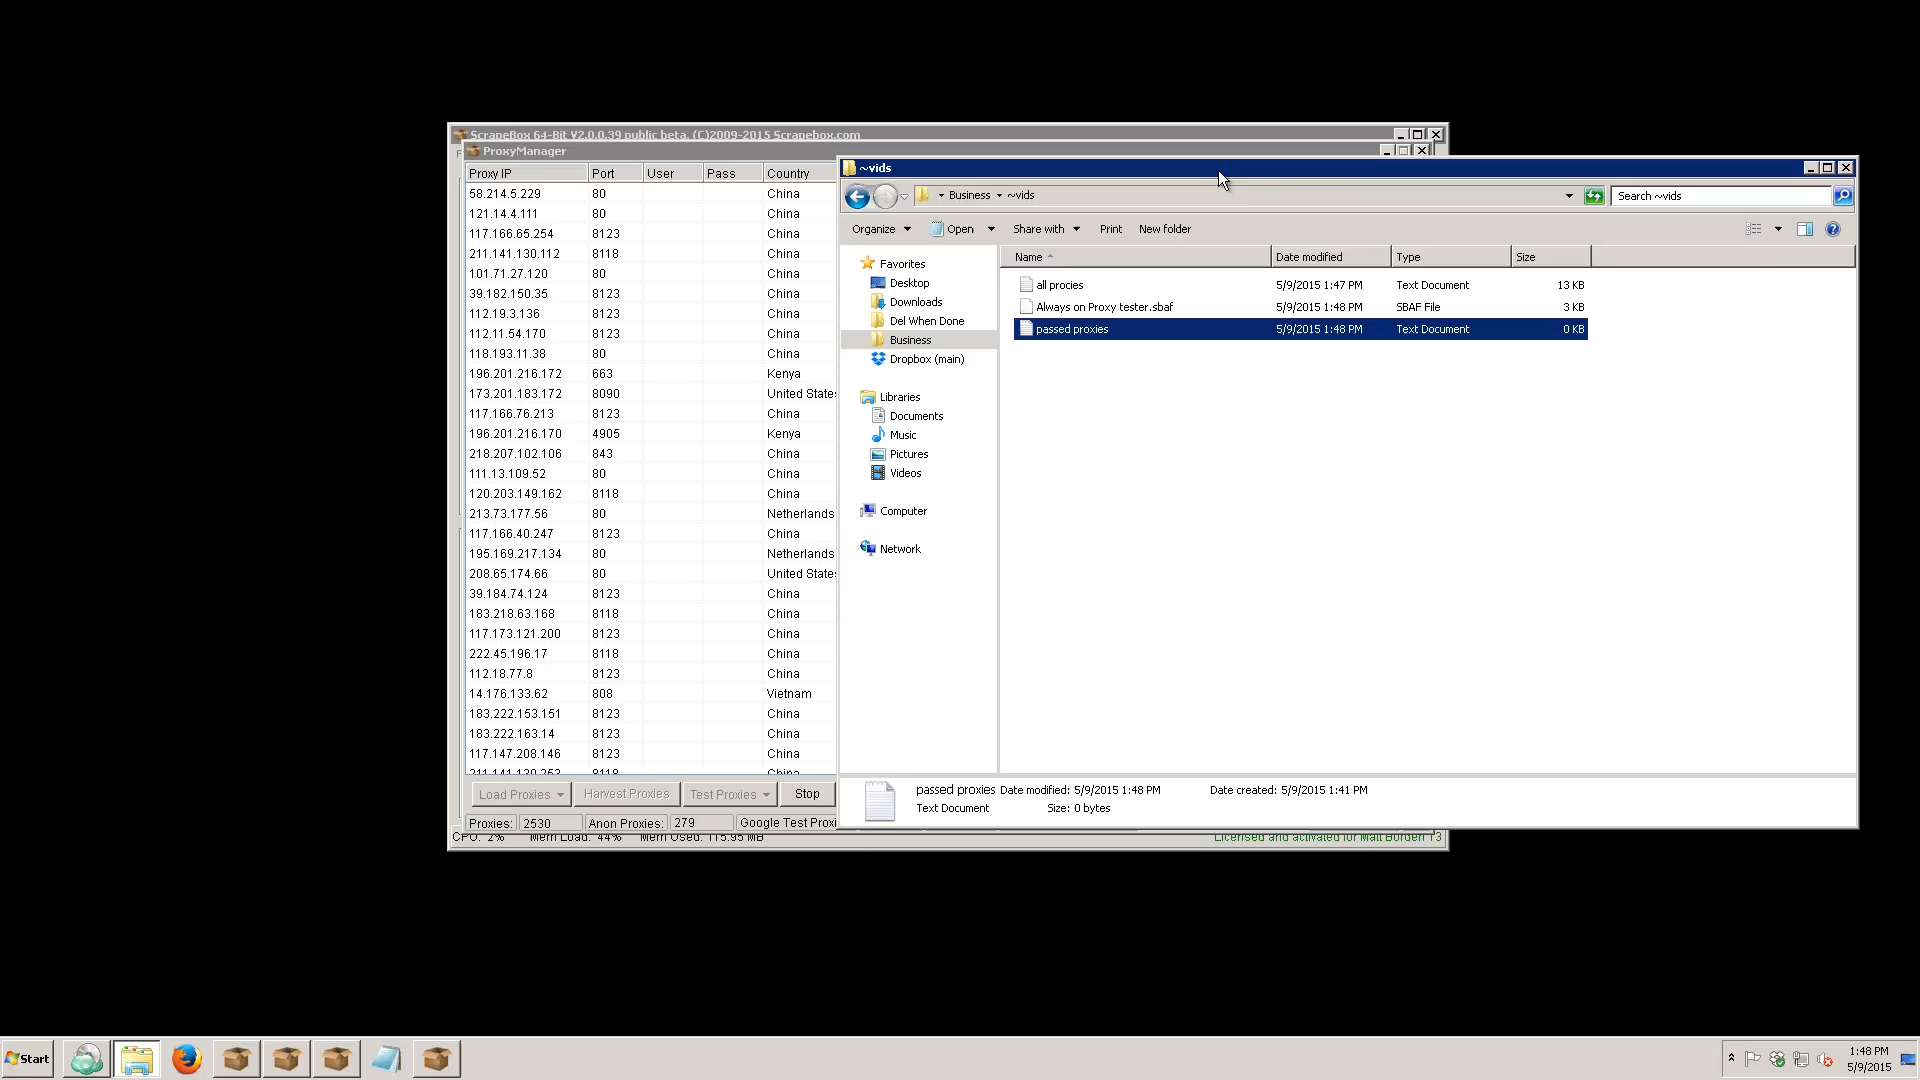 ScrapeBox 64-Bit V2.0.0.39 public beta. (C)2009-2015 Scrapebox.com
ProxyManager
Proxy IP Port User Pass Country
58.214.5.229 80 China
121.14.4.111 80 China
117.166.65.254 8123 China
211.141.130.112 8118 China
101.71.27.120 80 China
39.182.150.35 8123 China
112.19.3.136 8123 China
112.11.54.170 8123 China
118.193.11.38 80 China
196.201.216.172 663 Kenya
173.201.183.172 8090 United State
117.166.76.213 8123 China
196.201.216.170 4905 Kenya
218.207.102.106 843 China
111.13.109.52 80 China
120.203.149.162 8118 China
213.73.177.56 80 Netherlands
117.166.40.247 8123 China
195.169.217.134 80 Netherlands
208.65.174.66 80 United State
39.184.74.124 8123 China
183.218.63.168 8118 China
117.173.121.200 8123 China
222.45.196.17 8118 China
112.18.77.8 8123 China
14.176.133.62 808 Vietnam
183.222.153.151 8123 China
183.222.163.14 8123 China
117.147.208.146 8123 China
211.141.130.253 8118 China
Load Proxies Harvest Proxies Test Proxies Stop
Proxies: 2530 Anon Proxies: 279 Google Test Proxi
CPU: 2% Mem Load: 44% Mem Used: 115.95 MB Licensed and activated for Matt Borden T3
~vids
Business ~vids Search ~vids
Organize Open Share with Print New folder
Favorites
Desktop
Downloads
Del When Done
Business
Dropbox (main)
Libraries
Documents
Music
Pictures
Videos
Computer
Network
Name Date modified Type Size
all procies 5/9/2015 1:47 PM Text Document 13 KB
Always on Proxy tester.sbaf 5/9/2015 1:48 PM SBAF File 3 KB
passed proxies 5/9/2015 1:48 PM Text Document 0 KB
passed proxies Date modified: 5/9/2015 1:48 PM Date created: 5/9/2015 1:41 PM
Text Document Size: 0 bytes
Start
1:48 PM
5/9/2015